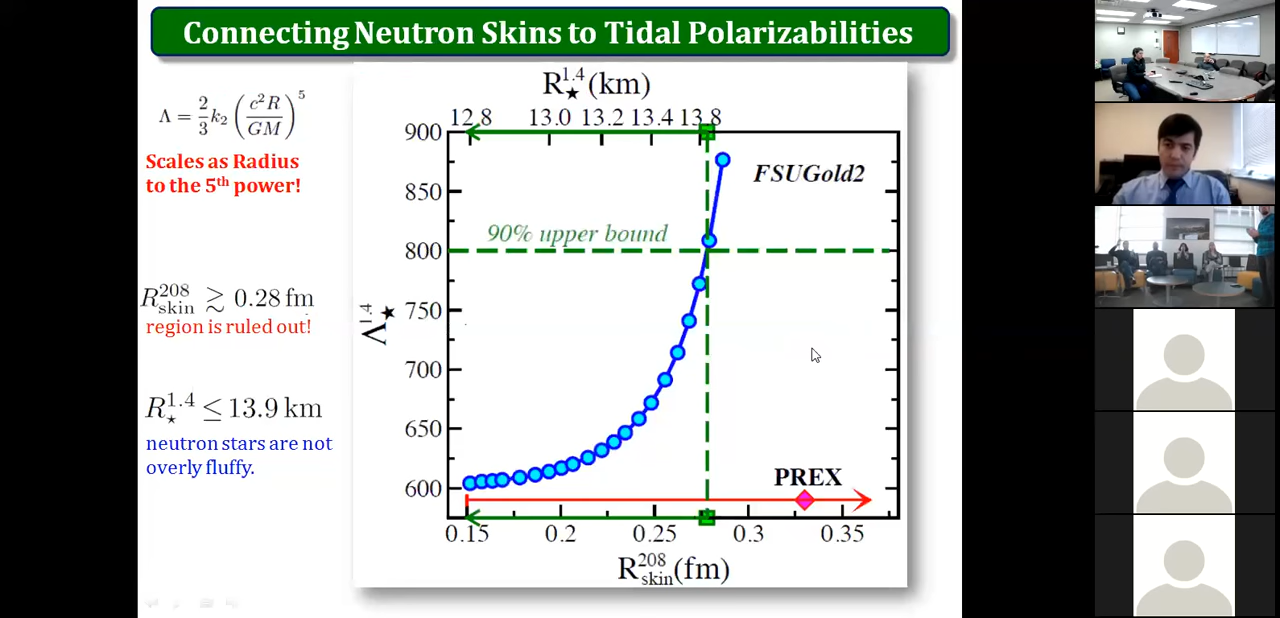 Connecting Neutron Skins to Tidal Polarizabilities
Λ = 2/3 k₂ (c²R/GM)⁵
Scales as Radius
to the 5th power!
R²⁰⁸skin ≳ 0.28 fm
region is ruled out!
R⋆¹·⁴ ≤ 13.9 km
neutron stars are not
overly fluffy.
R⋆¹·⁴(km)
12.8 13.0 13.2 13.4 13.8
900
850
800
750
700
650
600
Λ⋆¹·⁴
FSUGold2
90% upper bound
PREX
0.15 0.2 0.25 0.3 0.35
R²⁰⁸skin(fm)